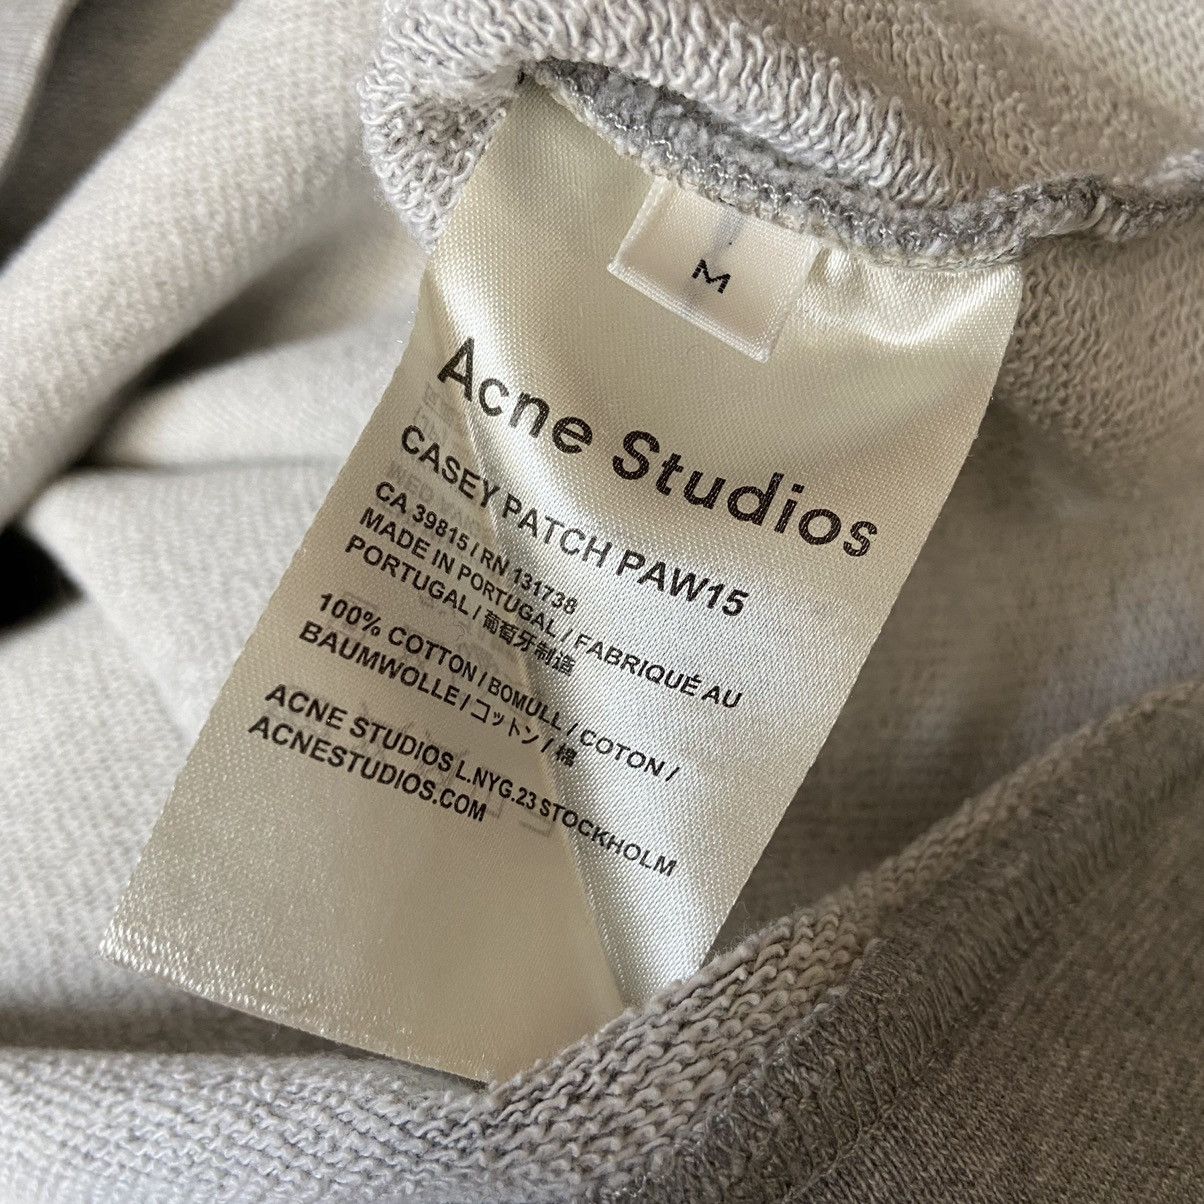 M
Acne Studios
CASEY PATCH PAW15
CA 39815 / RN 131738
MADE IN PORTUGAL / FABRIQUÉ AU
PORTUGAL / 葡萄牙制造
100% COTTON / BOMULL / COTON /
BAUMWOLLE / コットン / 棉
ACNE STUDIOS L.NYG.23 STOCKHOLM
ACNESTUDIOS.COM